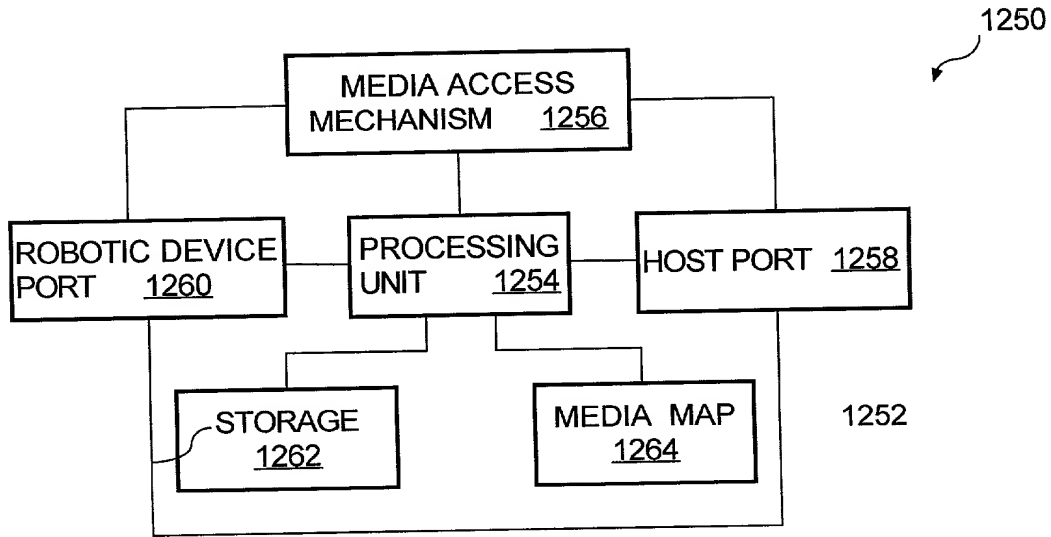 1250
MEDIA ACCESS
MECHANISM 1256
ROBOTIC DEVICE
PORT 1260
PROCESSING
UNIT 1254
HOST PORT 1258
STORAGE
1262
MEDIA MAP
1264
1252